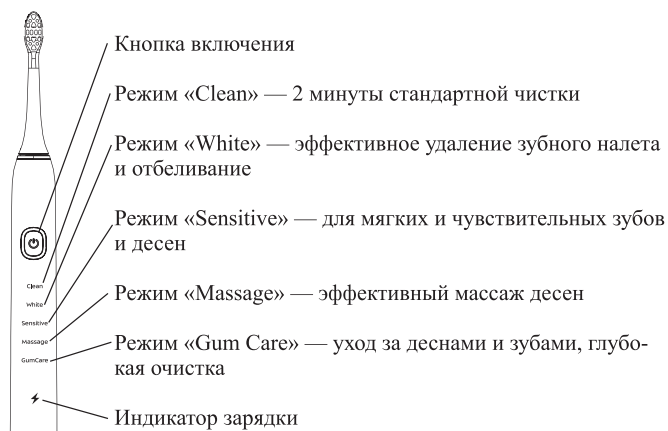 Кнопка включения
Режим «Clean» — 2 минуты стандартной чистки
Режим «White» — эффективное удаление зубного налета
и отбеливание
Режим «Sensitive» — для мягких и чувствительных зубов
и десен
Clean
White
Sensitive
Massage
GumCare
Режим «Massage» — эффективный массаж десен
Режим «Gum Care» — уход за деснами и зубами, глубо-
кая очистка
Индикатор зарядки